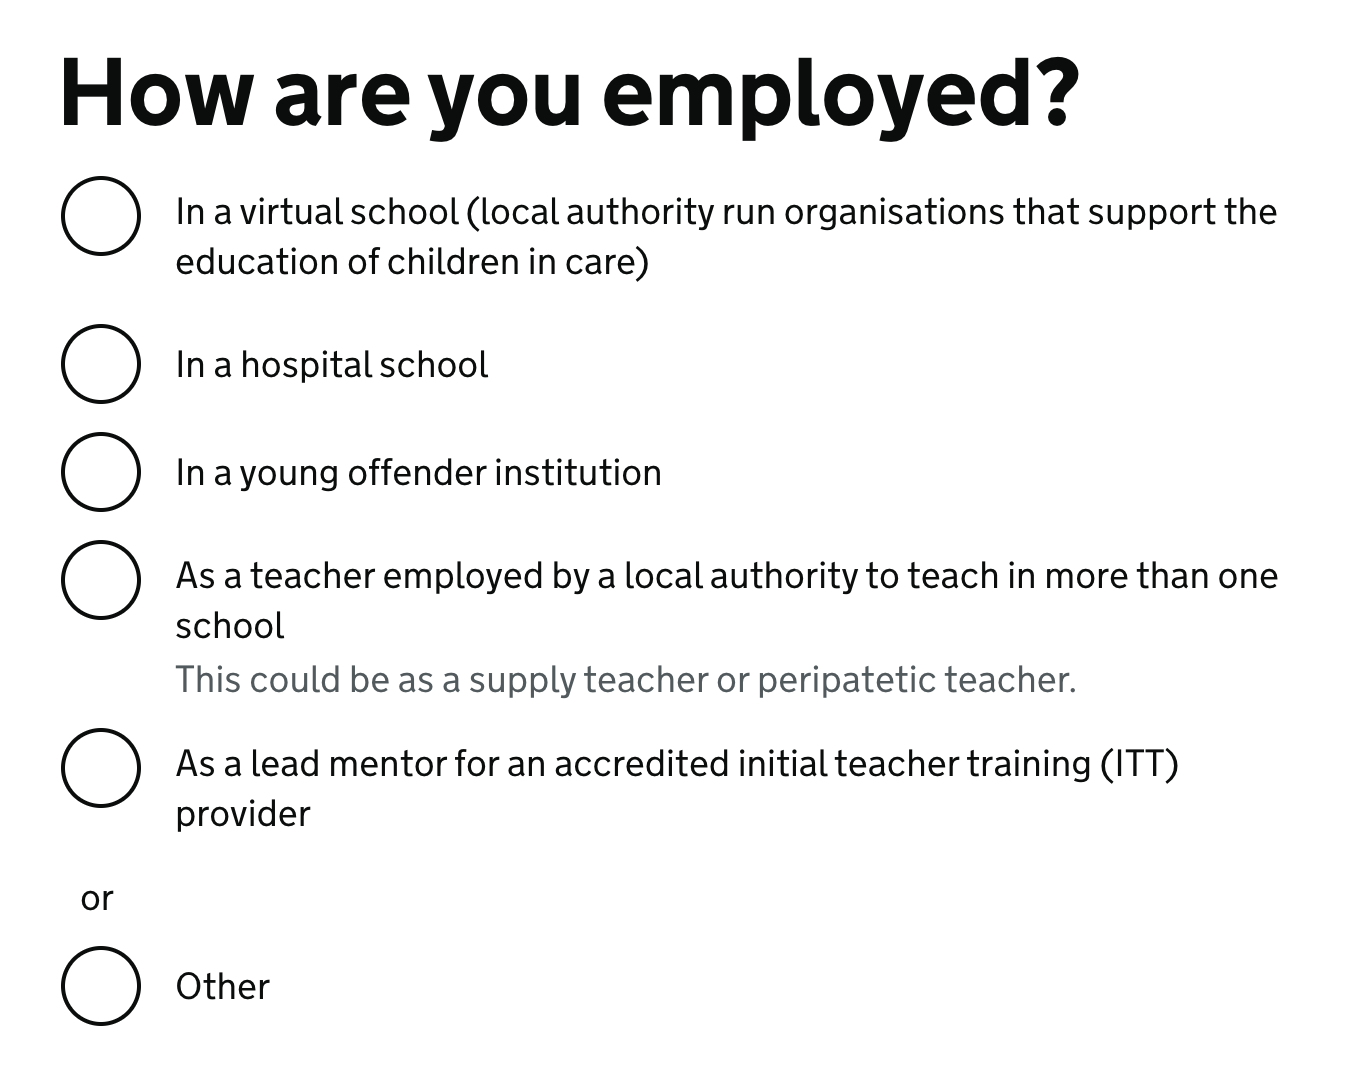 How are you employed?
In a virtual school (local authority run organisations that support the
education of children in care)
In a hospital school
In a young offender institution
As a teacher employed by a local authority to teach in more than one
school
This could be as a supply teacher or peripatetic teacher.
As a lead mentor for an accredited initial teacher training (ITT)
provider
or
Other